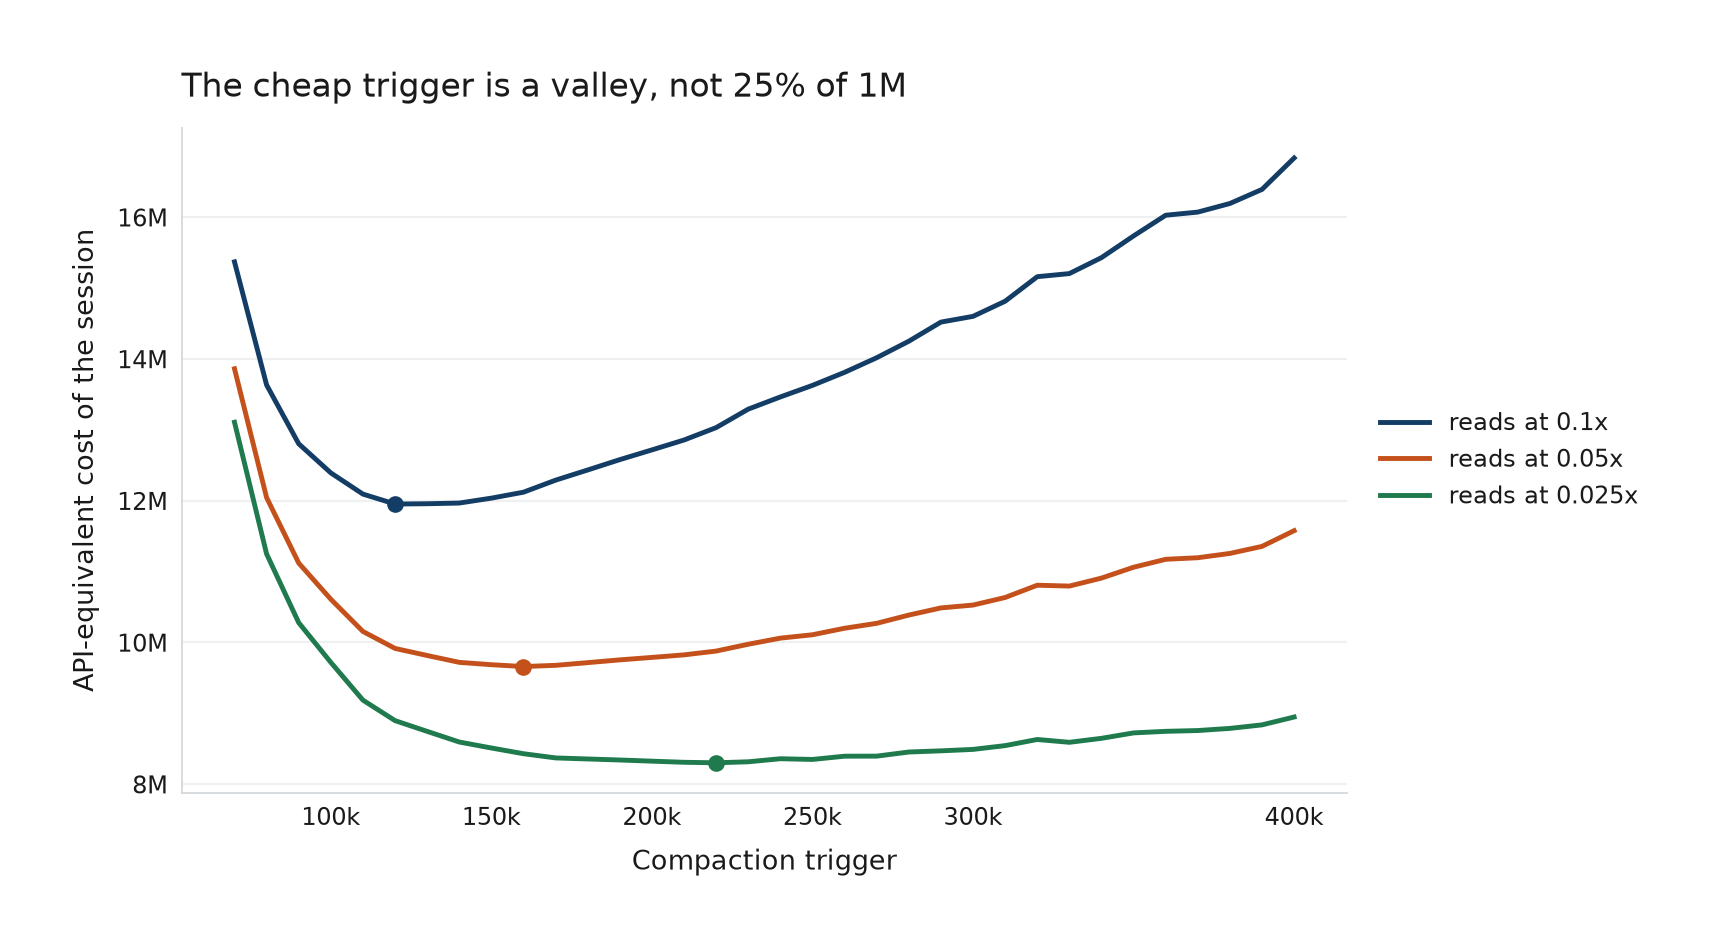 The cheap trigger is a valley, not 25% of 1M
API-equivalent cost of the session
16M
14M
12M
10M
8M
100k
150k
200k
250k
300k
400k
Compaction trigger
reads at 0.1x
reads at 0.05x
reads at 0.025x